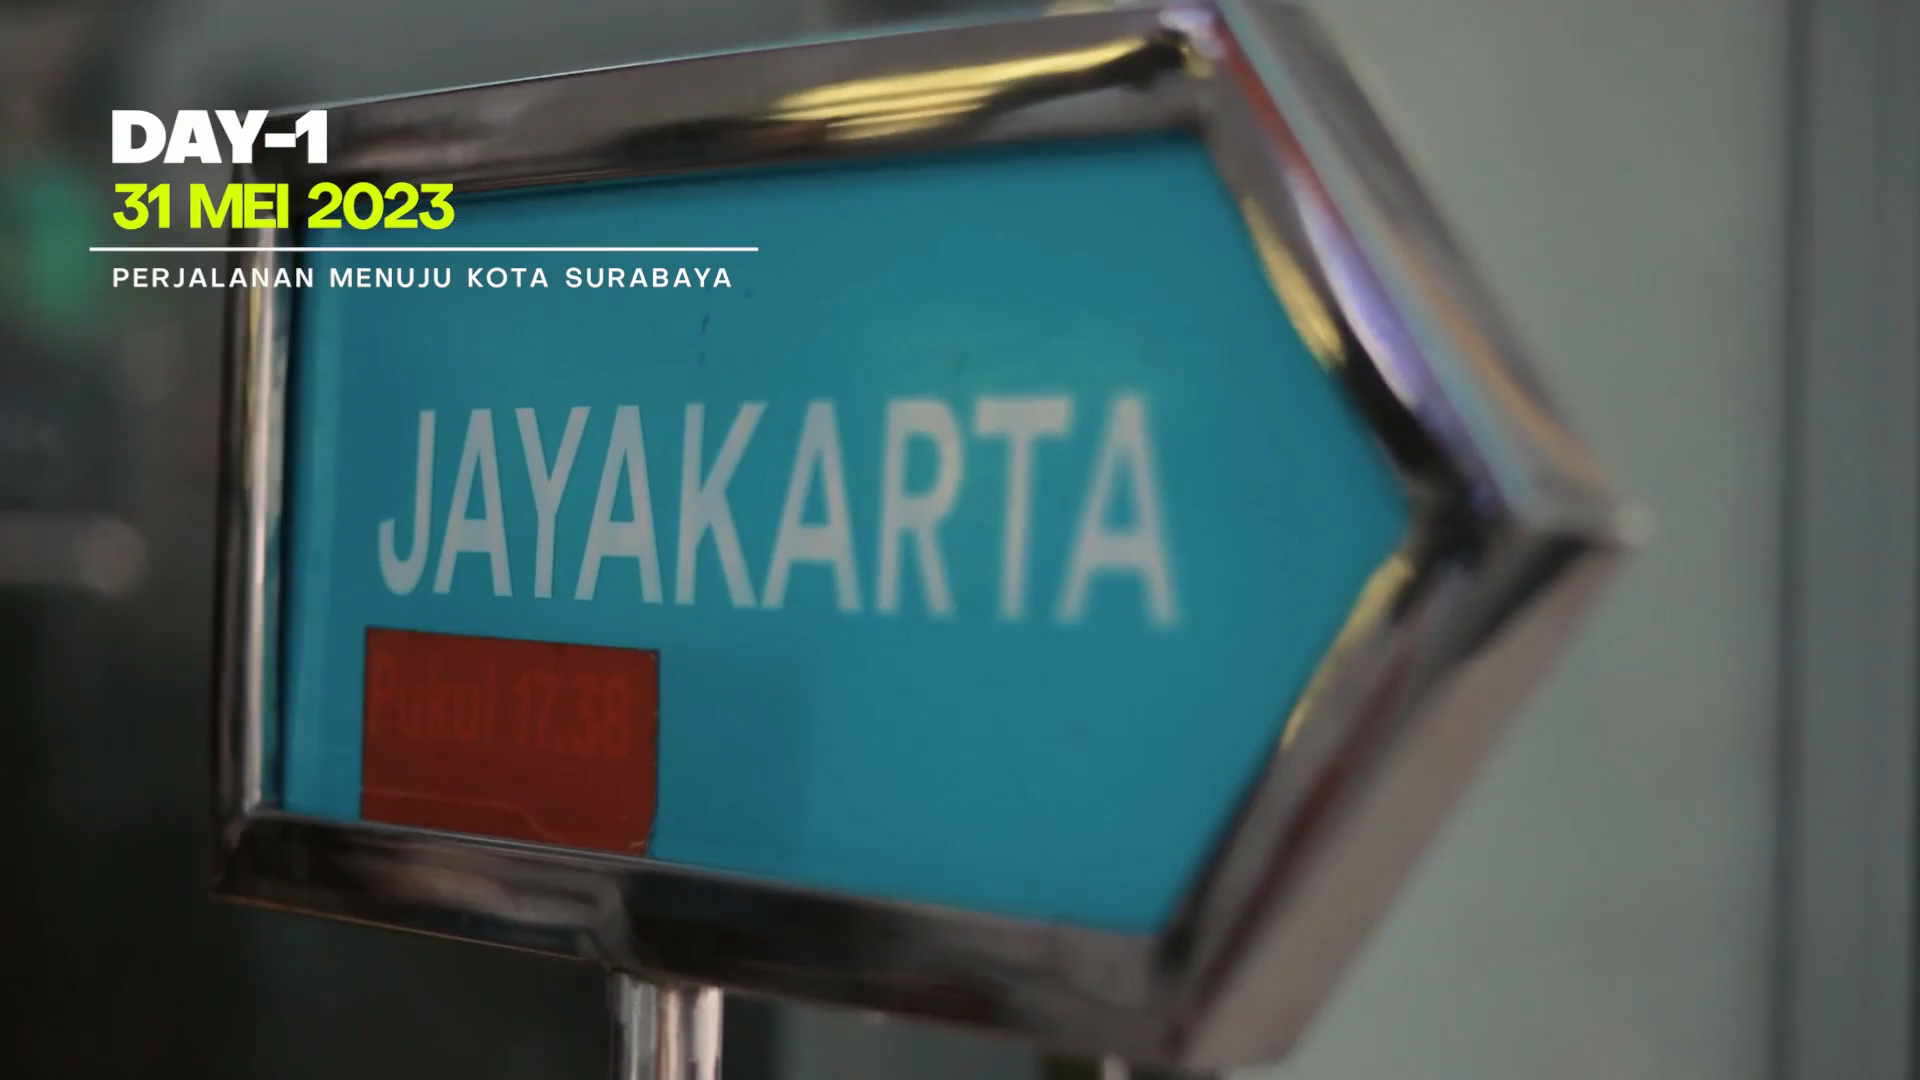 DAY-1
31 MEI 2023
PERJALANAN MENUJU KOTA SURABAYA
JAYAKARTA
Pukul 17.38